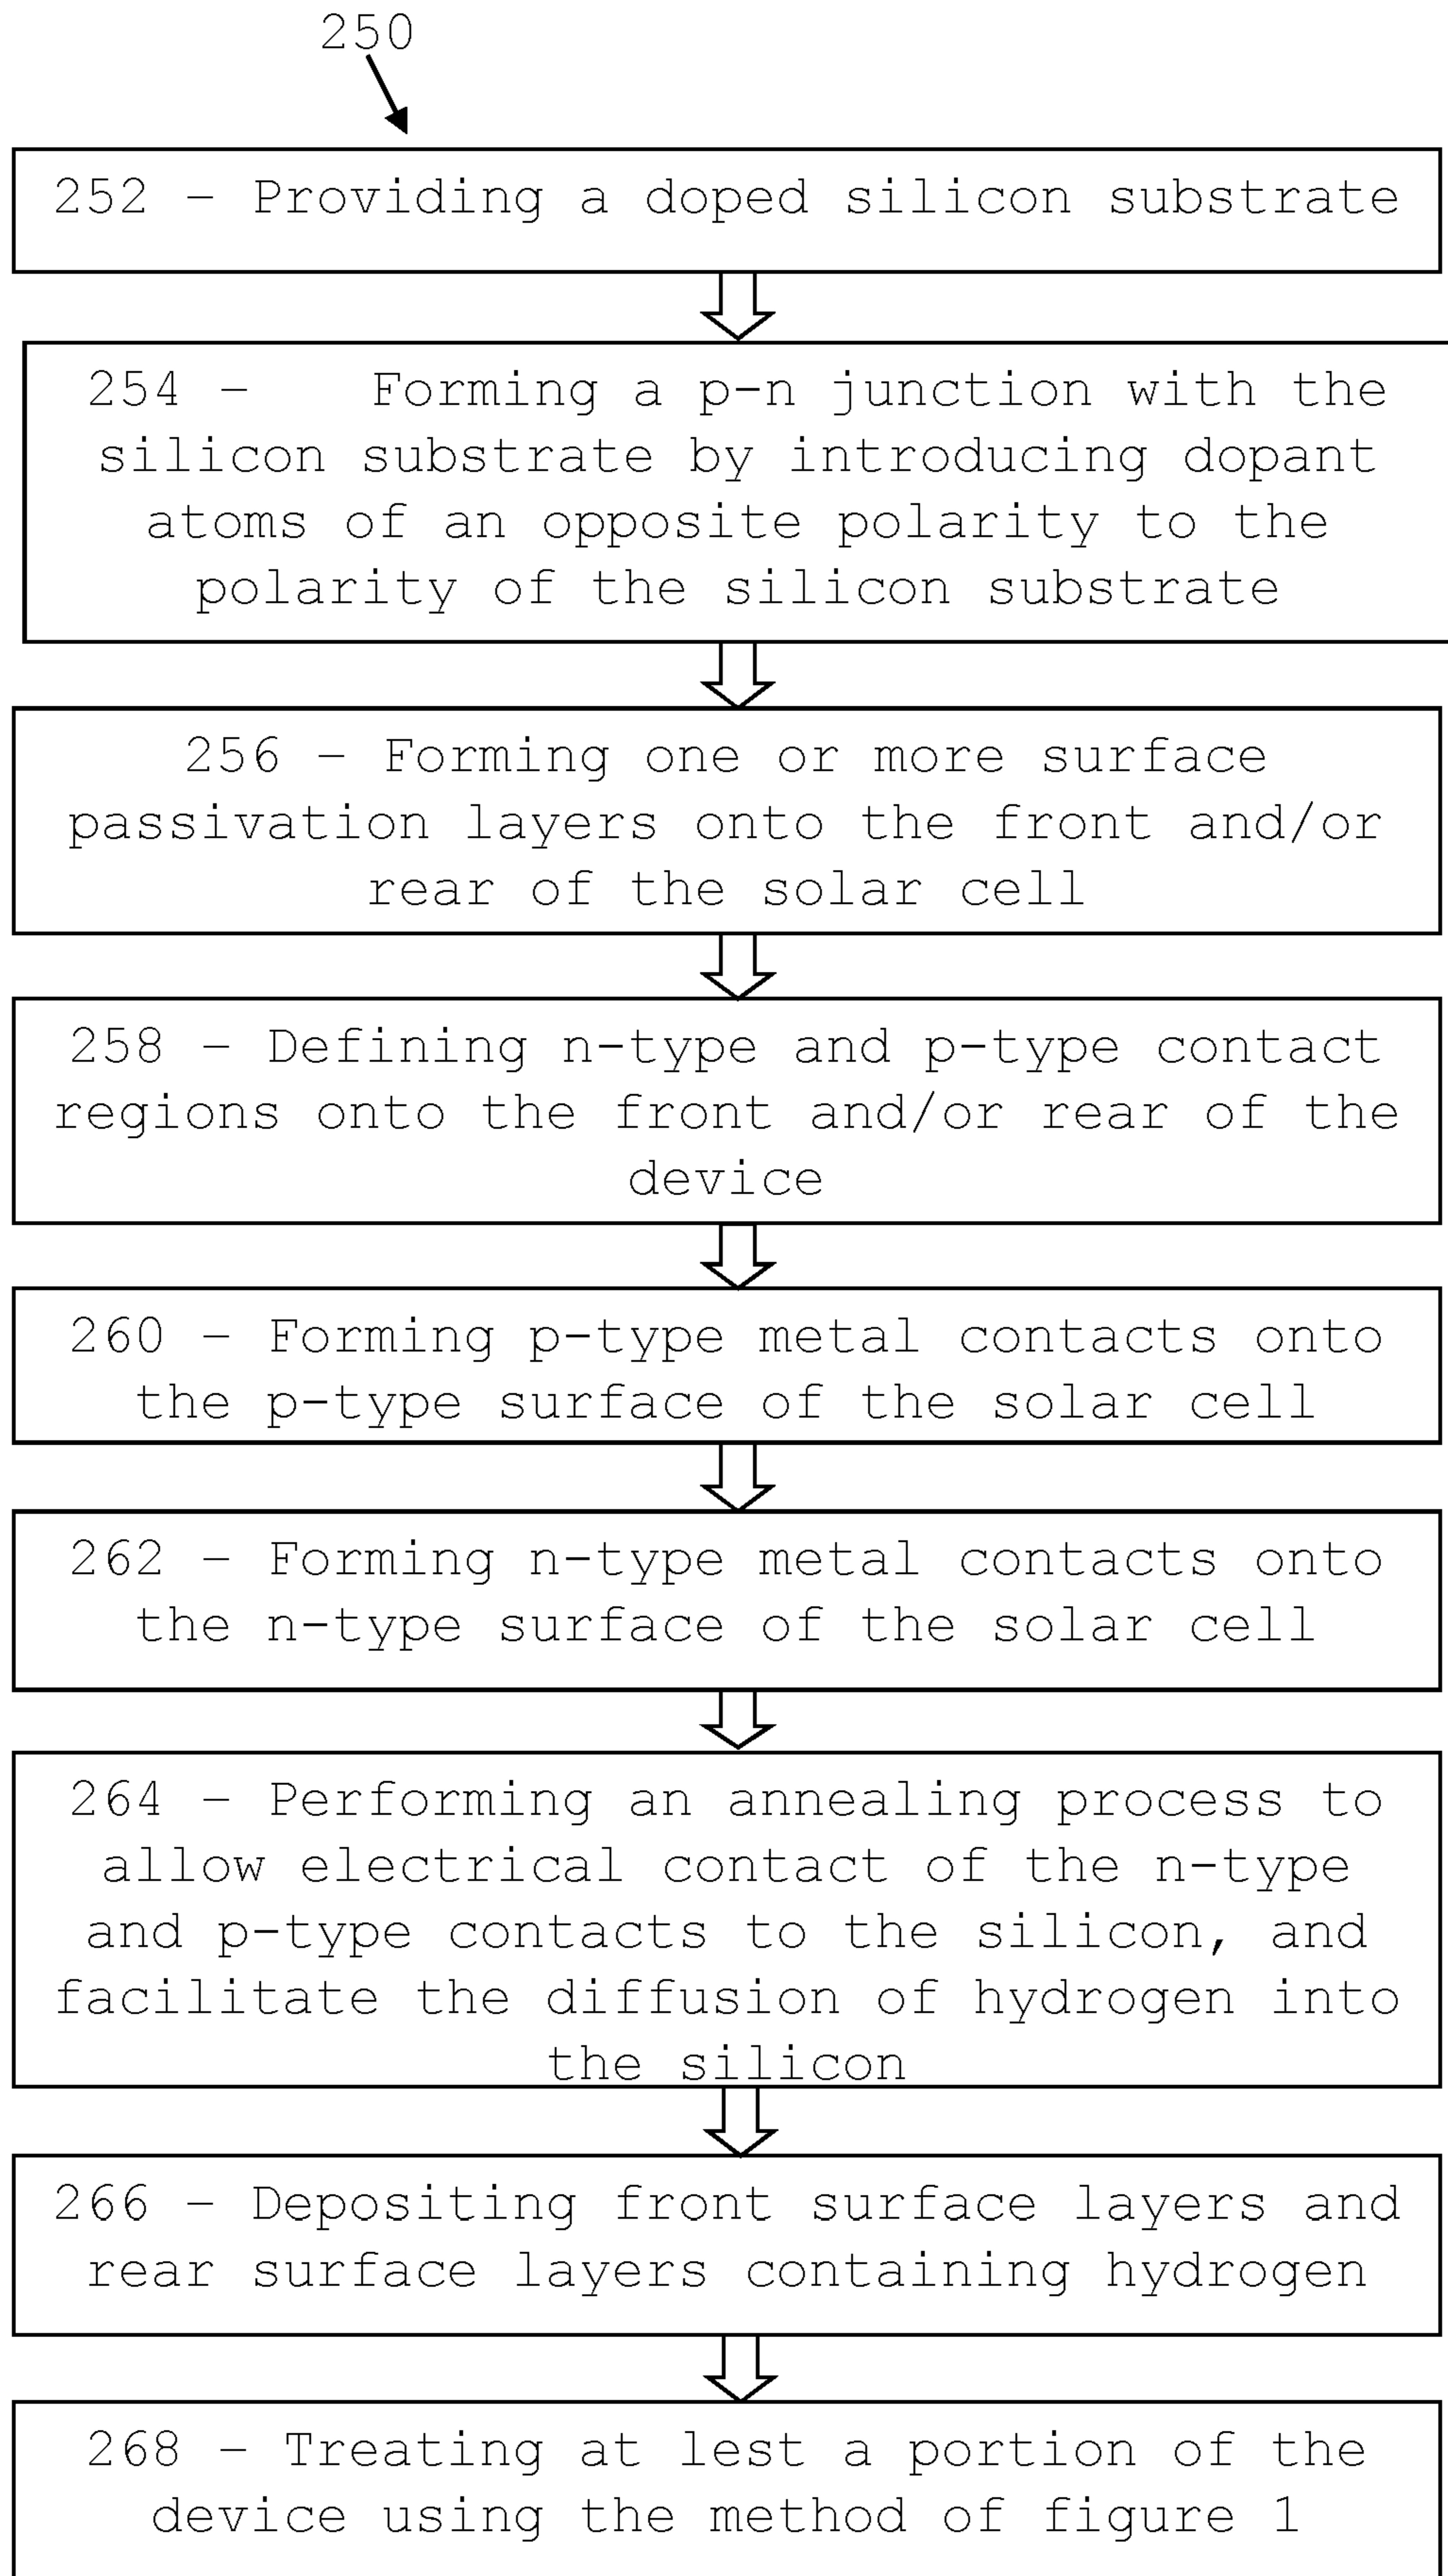 250
252 – Providing a doped silicon substrate
254 – Forming a p-n junction with the
silicon substrate by introducing dopant
atoms of an opposite polarity to the
polarity of the silicon substrate
256 – Forming one or more surface
passivation layers onto the front and/or
rear of the solar cell
258 – Defining n-type and p-type contact
regions onto the front and/or rear of the
device
260 – Forming p-type metal contacts onto
the p-type surface of the solar cell
262 – Forming n-type metal contacts onto
the n-type surface of the solar cell
264 – Performing an annealing process to
allow electrical contact of the n-type
and p-type contacts to the silicon, and
facilitate the diffusion of hydrogen into
the silicon
266 – Depositing front surface layers and
rear surface layers containing hydrogen
268 – Treating at lest a portion of the
device using the method of figure 1